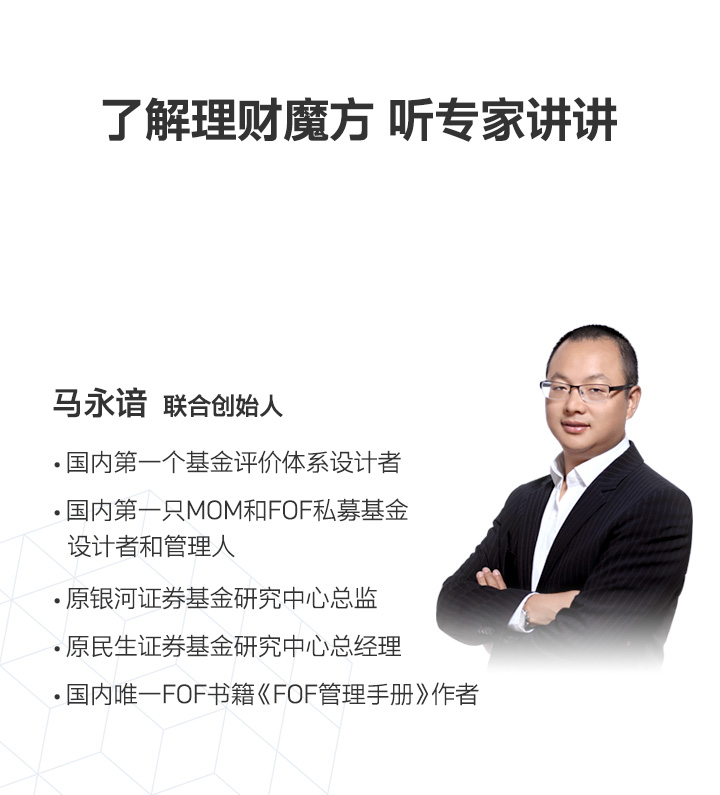 了解理财魔方 听专家讲讲
马永谙 联合创始人
•国内第一个基金评价体系设计者
•国内第一只MOM和FOF私募基金
设计者和管理人
•原银河证券基金研究中心总监
•原民生证券基金研究中心总经理
•国内唯一FOF书籍《FOF管理手册》作者